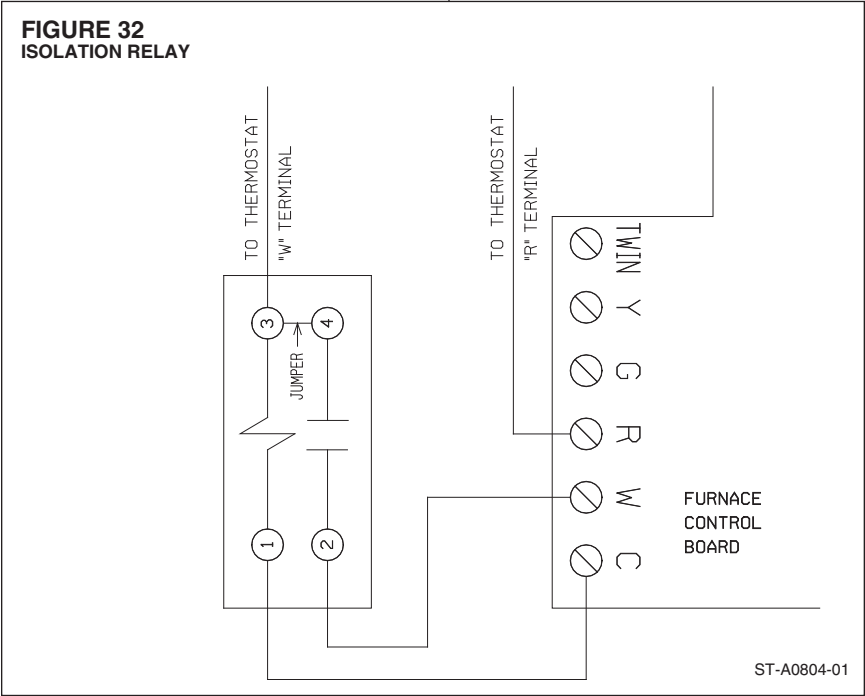 FIGURE 32
ISOLATION RELAY
TO THERMOSTAT
"W" TERMINAL
TO THERMOSTAT
"R" TERMINAL
3
4
JUMPER
1
2
TWIN
Y
G
R
W
C
FURNACE
CONTROL
BOARD
ST-A0804-01